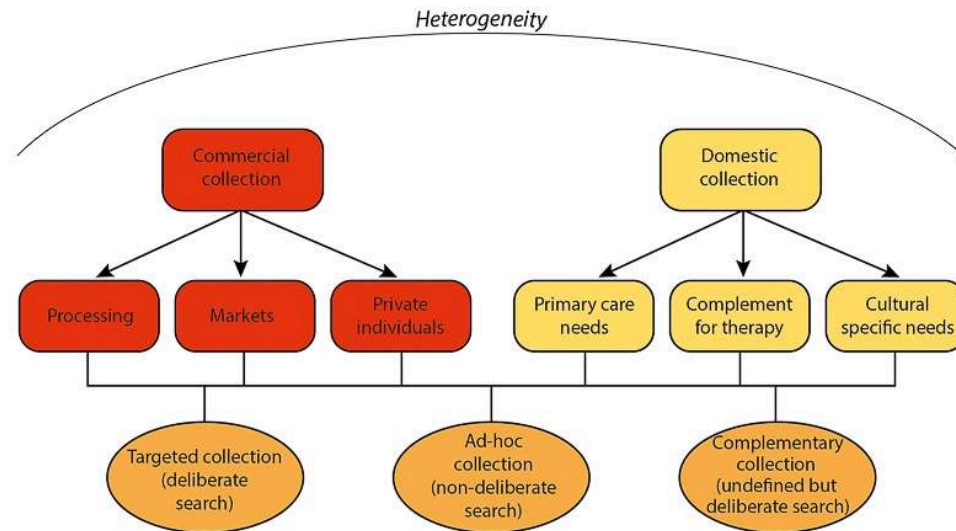 Heterogeneity
Commercial
collection
Domestic
collection
Processing
Markets
Private
individuals
Primary care
needs
Complement
for therapy
Cultural
specific needs
Targeted collection
(deliberate
search)
Ad-hoc
collection
(non-deliberate
search)
Complementary
collection
(undefined but
deliberate search)